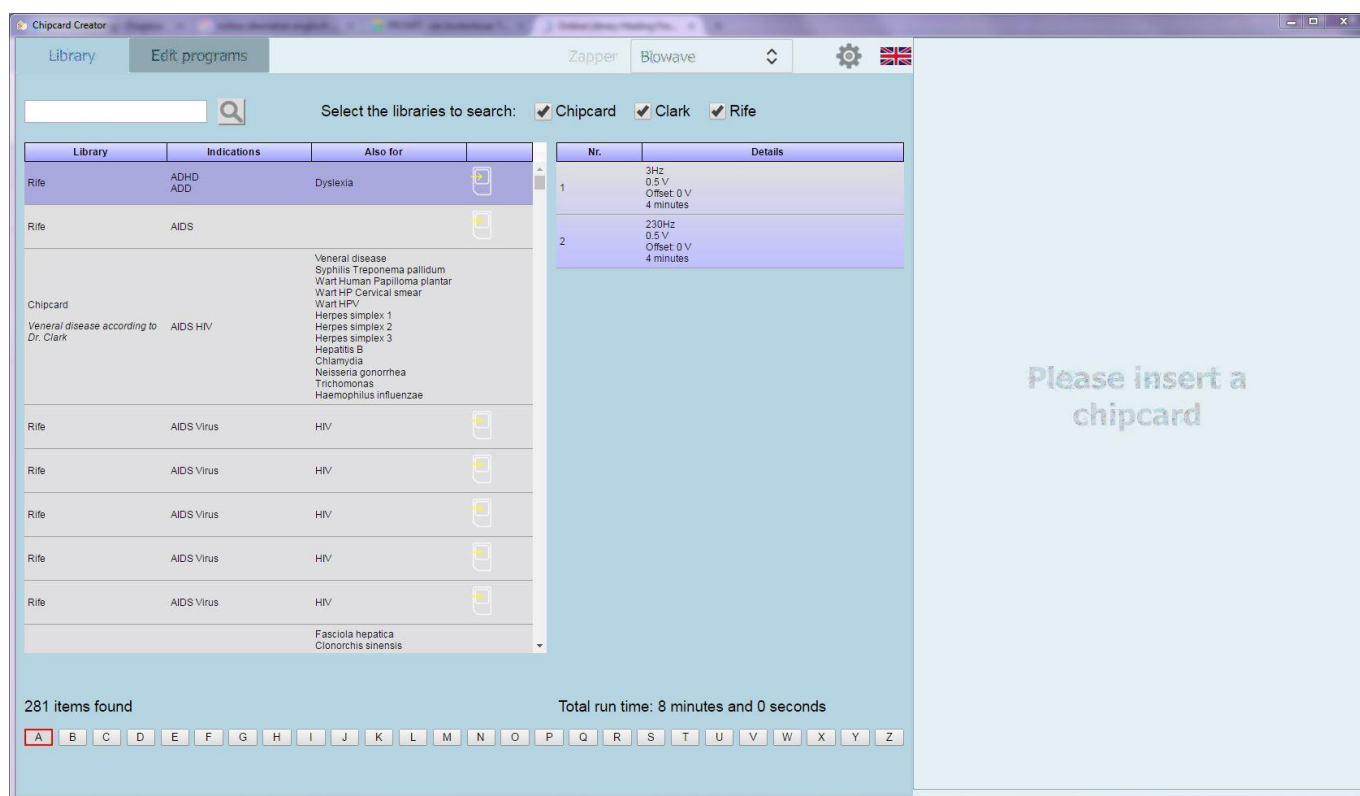 Chipcard Creator
Library Edit programs Zapper Biowave
Select the libraries to search: Chipcard Clark Rife
Library Indications Also for
Rife ADHD Dyslexia
ADD
Rife AIDS
Chipcard
Veneral disease according to Dr. Clark
AIDS HIV
Veneral disease
Syphilis Treponema pallidum
Wart Human Papilloma plantar
Wart HP Cervical smear
Wart HPV
Herpes simplex 1
Herpes simplex 2
Herpes simplex 3
Hepatitis B
Chlamydia
Neisseria gonorrhea
Trichomonas
Haemophilus influenzae
Rife AIDS Virus HIV
Rife AIDS Virus HIV
Rife AIDS Virus HIV
Rife AIDS Virus HIV
Rife AIDS Virus HIV
Fasciola hepatica
Clonorchis sinensis
Nr. Details
1
3Hz
0.5 V
Offset: 0 V
4 minutes
2
230Hz
0.5 V
Offset: 0 V
4 minutes
Please insert a
chipcard
281 items found
Total run time: 8 minutes and 0 seconds
A B C D E F G H I J K L M N O P Q R S T U V W X Y Z